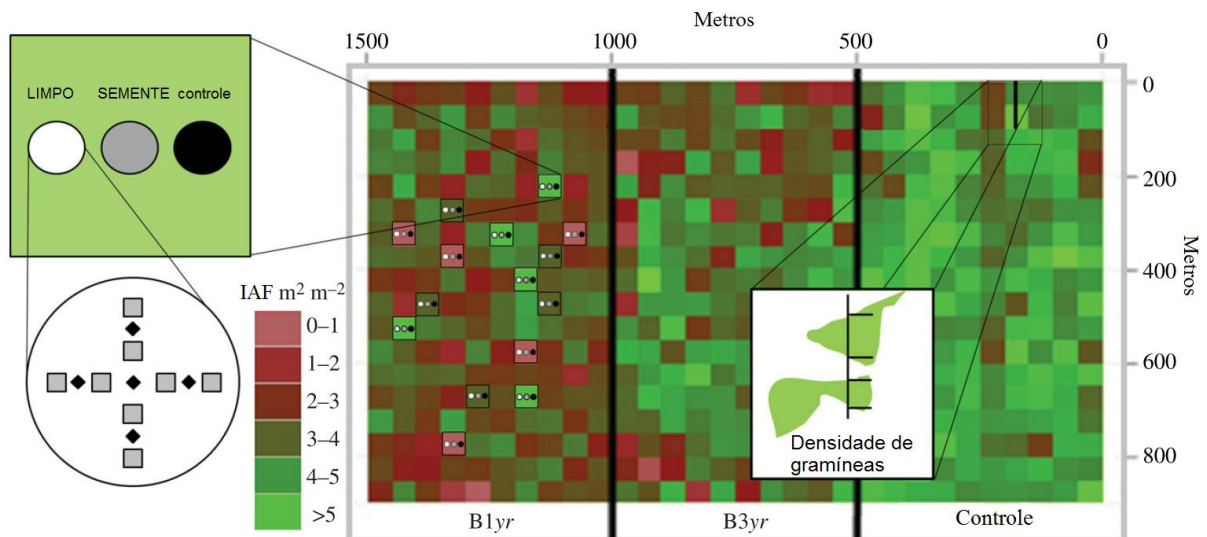 Metros
1500 1000 500 0
LIMPO SEMENTE controle
0
200
400
Metros
600
800
IAF m² m⁻²
0–1
1–2
2–3
3–4
4–5
>5
Densidade de
gramíneas
B1yr B3yr Controle